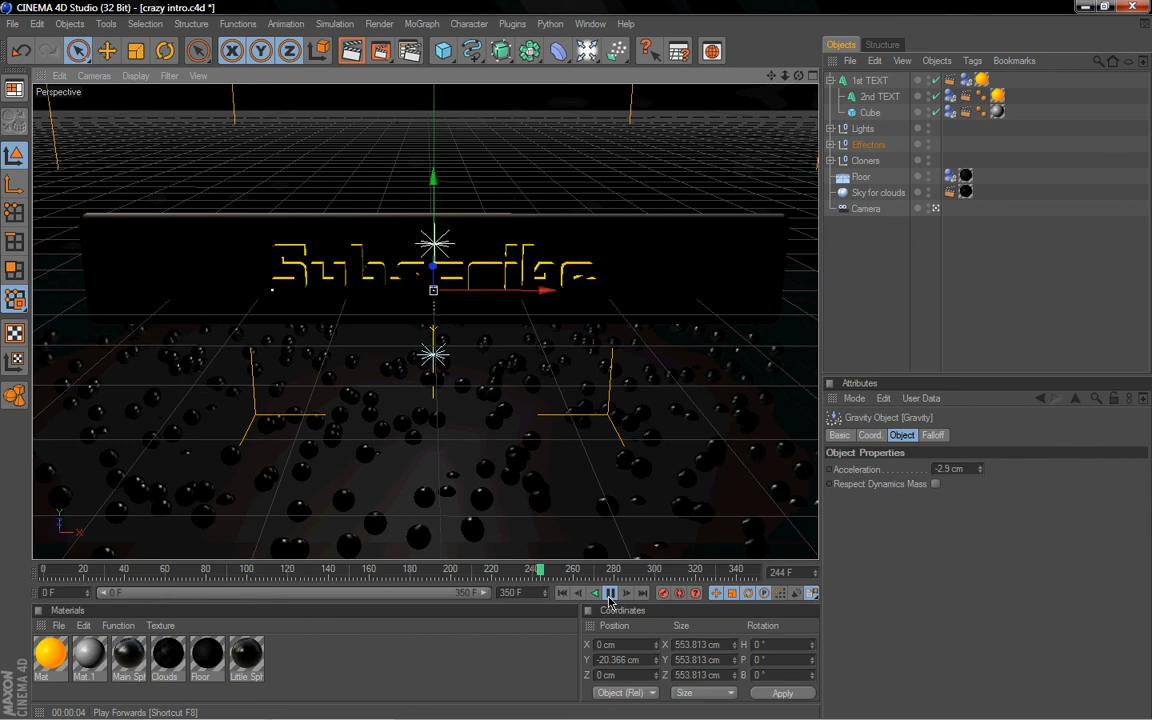 CINEMA 4D Studio (32 Bit) - [crazy intro.c4d *]
File Edit Objects Tools Selection Structure Functions Animation Simulation Render MoGraph Character Plugins Python Window Help
Objects Structure
File Edit View Objects Tags Bookmarks
Edit Cameras Display Filter View
Perspective
1st TEXT
2nd TEXT
Cube
Lights
Effectors
Cloners
Floor
Sky for clouds
Camera
Subscribe
Y
Z
X
Attributes
Mode Edit User Data
Gravity Object [Gravity]
Basic Coord. Object Falloff
Object Properties
Acceleration -2.9 cm
Respect Dynamics Mass
0 20 40 60 80 100 120 140 160 180 200 220 240 260 280 300 320 340 244 F
0 F 0 F 350 F 350 F
Materials
File Edit Function Texture
Mat Mat.1 Main Spl Clouds Floor Little Spl
Coordinates
Position Size Rotation
X 0 cm X 553.813 cm H 0 °
Y -20.366 cm Y 553.813 cm P 0 °
Z 0 cm Z 553.813 cm B 0 °
Object (Rel) Size Apply
MAXON
CINEMA 4D
00:00:04 Play Forwards [Shortcut F8]